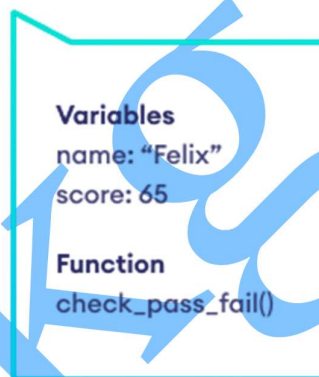 Variables
name: “Felix”
score: 65
Function
check_pass_fail()